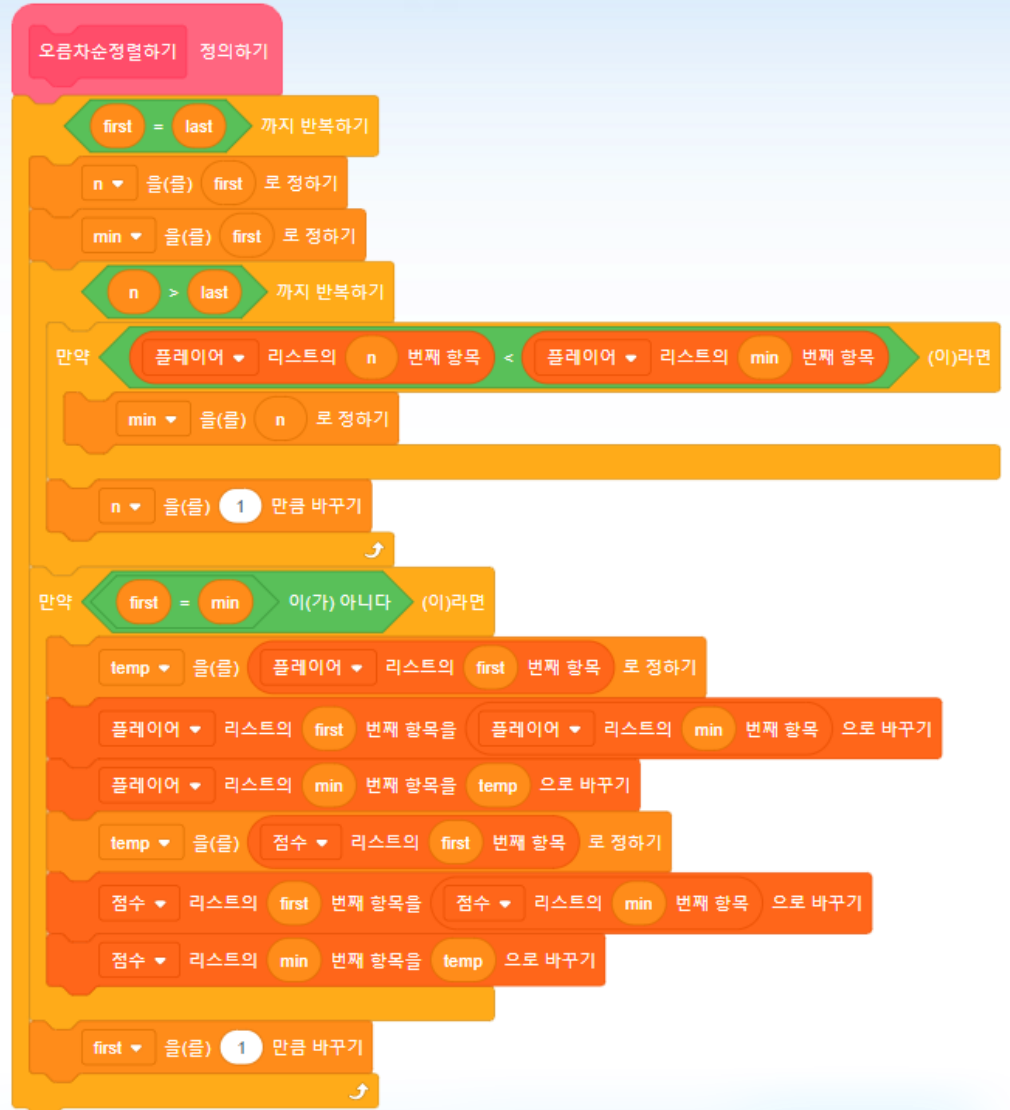 오름차순정렬하기 정의하기
first = last 까지 반복하기
n 을(를) first 로 정하기
min 을(를) first 로 정하기
n > last 까지 반복하기
만약 플레이어 리스트의 n 번째 항목 < 플레이어 리스트의 min 번째 항목 (이)라면
min 을(를) n 로 정하기
n 을(를) 1 만큼 바꾸기
만약 first = min 이(가) 아니다 (이)라면
temp 을(를) 플레이어 리스트의 first 번째 항목 로 정하기
플레이어 리스트의 first 번째 항목을 플레이어 리스트의 min 번째 항목 으로 바꾸기
플레이어 리스트의 min 번째 항목을 temp 으로 바꾸기
temp 을(를) 점수 리스트의 first 번째 항목 로 정하기
점수 리스트의 first 번째 항목을 점수 리스트의 min 번째 항목 으로 바꾸기
점수 리스트의 min 번째 항목을 temp 으로 바꾸기
first 을(를) 1 만큼 바꾸기